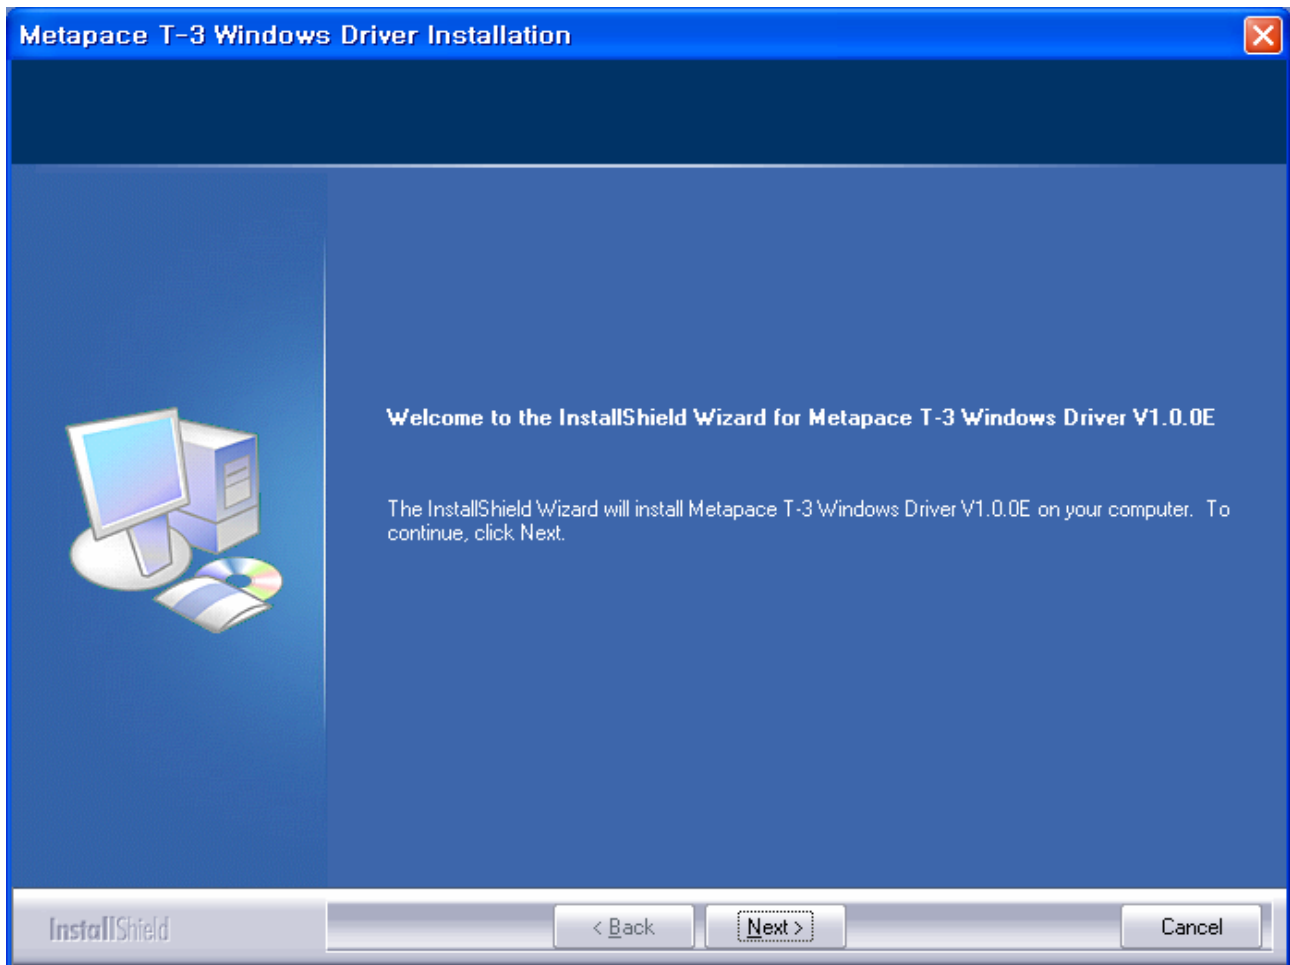 Metapace T-3 Windows Driver Installation
Welcome to the InstallShield Wizard for Metapace T-3 Windows Driver V1.0.0E
The InstallShield Wizard will install Metapace T-3 Windows Driver V1.0.0E on your computer. To
continue, click Next.
InstallShield
< Back
Next >
Cancel